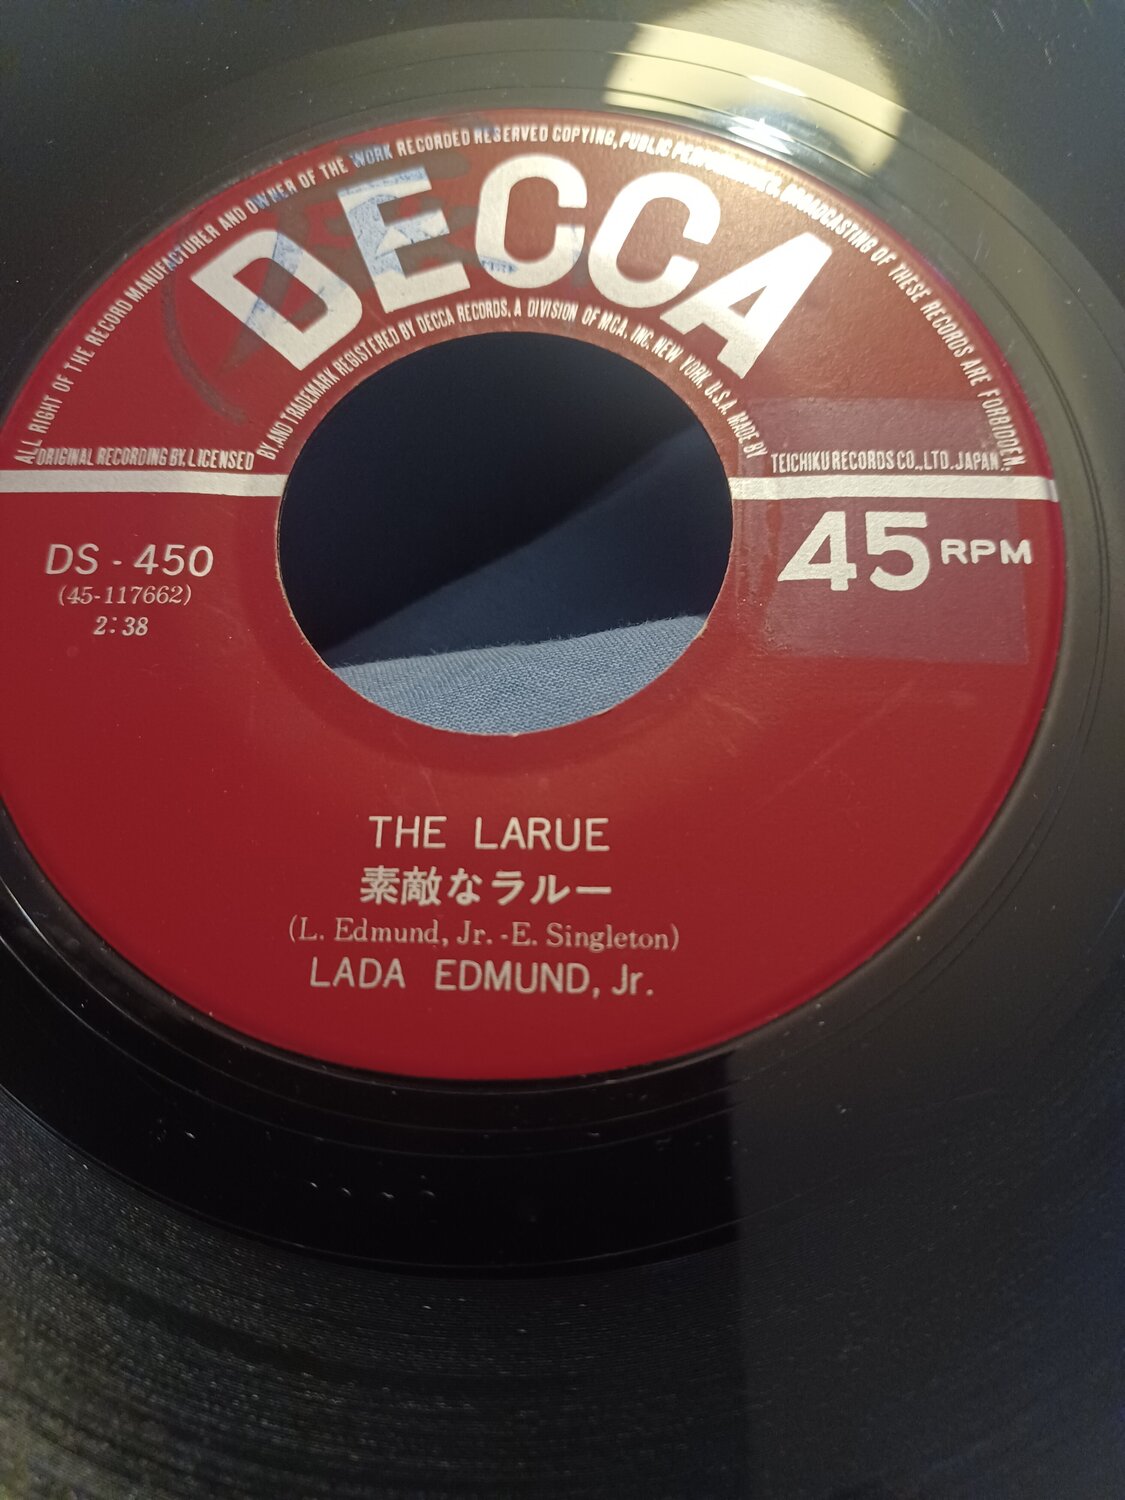 ALL RIGHT OF THE RECORD MANUFACTURER AND OWNER OF THE WORK RECORDED RESERVED COPYING, PUBLIC PERFORMANCE, BROADCASTING OF THESE RECORDS ARE FORBIDDEN.
DECCA
ORIGINAL RECORDING BY, LICENSED
BY, AND TRADEMARK REGISTERED BY DECCA RECORDS, A DIVISION OF MCA, INC, NEW YORK, U.S.A. MADE BY
TEICHIKU RECORDS CO., LTD. JAPAN.
DS - 450
(45-117662)
2:38
45 RPM
THE LARUE
素敵なラルー
(L. Edmund, Jr. -E. Singleton)
LADA EDMUND, Jr.